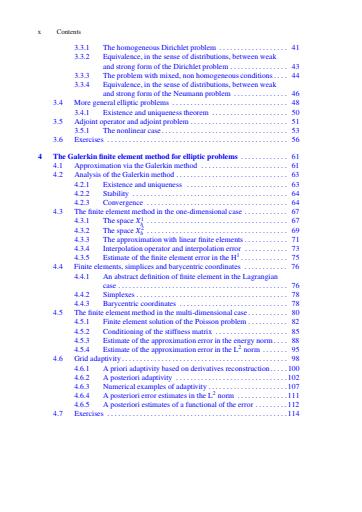 x Contents
3.3.1 The homogeneous Dirichlet problem . . . . . . . . . . . . . . . . . . . 41
3.3.2 Equivalence, in the sense of distributions, between weak
and strong form of the Dirichlet problem . . . . . . . . . . . . . . . . 43
3.3.3 The problem with mixed, non homogeneous conditions . . . . 44
3.3.4 Equivalence, in the sense of distributions, between weak
and strong form of the Neumann problem . . . . . . . . . . . . . . . 46
3.4 More general elliptic problems . . . . . . . . . . . . . . . . . . . . . . . . . . . . . . . 48
3.4.1 Existence and uniqueness theorem . . . . . . . . . . . . . . . . . . . . . 50
3.5 Adjoint operator and adjoint problem . . . . . . . . . . . . . . . . . . . . . . . . . 51
3.5.1 The nonlinear case . . . . . . . . . . . . . . . . . . . . . . . . . . . . . . . . . . . 53
3.6 Exercises . . . . . . . . . . . . . . . . . . . . . . . . . . . . . . . . . . . . . . . . . . . . . . . . . 56
4 The Galerkin finite element method for elliptic problems . . . . . . . . . . . . . 61
4.1 Approximation via the Galerkin method . . . . . . . . . . . . . . . . . . . . . . . 61
4.2 Analysis of the Galerkin method . . . . . . . . . . . . . . . . . . . . . . . . . . . . . 63
4.2.1 Existence and uniqueness . . . . . . . . . . . . . . . . . . . . . . . . . . . . . 63
4.2.2 Stability . . . . . . . . . . . . . . . . . . . . . . . . . . . . . . . . . . . . . . . . . . . . 64
4.2.3 Convergence . . . . . . . . . . . . . . . . . . . . . . . . . . . . . . . . . . . . . . . . 64
4.3 The finite element method in the one-dimensional case . . . . . . . . . . 67
4.3.1 The space X_h^1 . . . . . . . . . . . . . . . . . . . . . . . . . . . . . . . . . . . . . . . 67
4.3.2 The space X_h^2 . . . . . . . . . . . . . . . . . . . . . . . . . . . . . . . . . . . . . . . 69
4.3.3 The approximation with linear finite elements . . . . . . . . . . . . 71
4.3.4 Interpolation operator and interpolation error . . . . . . . . . . . . . 73
4.3.5 Estimate of the finite element error in the H¹ . . . . . . . . . . . . . 75
4.4 Finite elements, simplices and barycentric coordinates . . . . . . . . . . . 76
4.4.1 An abstract definition of finite element in the Lagrangian
case . . . . . . . . . . . . . . . . . . . . . . . . . . . . . . . . . . . . . . . . . . . . . . . 76
4.4.2 Simplexes . . . . . . . . . . . . . . . . . . . . . . . . . . . . . . . . . . . . . . . . . . 78
4.4.3 Barycentric coordinates . . . . . . . . . . . . . . . . . . . . . . . . . . . . . . . 78
4.5 The finite element method in the multi-dimensional case . . . . . . . . . 80
4.5.1 Finite element solution of the Poisson problem . . . . . . . . . . . 82
4.5.2 Conditioning of the stiffness matrix . . . . . . . . . . . . . . . . . . . . . 85
4.5.3 Estimate of the approximation error in the energy norm . . . . 88
4.5.4 Estimate of the approximation error in the L² norm . . . . . . . . 95
4.6 Grid adaptivity . . . . . . . . . . . . . . . . . . . . . . . . . . . . . . . . . . . . . . . . . . . . 98
4.6.1 A priori adaptivity based on derivatives reconstruction . . . . . 100
4.6.2 A posteriori adaptivity . . . . . . . . . . . . . . . . . . . . . . . . . . . . . . . . 102
4.6.3 Numerical examples of adaptivity . . . . . . . . . . . . . . . . . . . . . . 107
4.6.4 A posteriori error estimates in the L² norm . . . . . . . . . . . . . . . 111
4.6.5 A posteriori estimates of a functional of the error . . . . . . . . . 112
4.7 Exercises . . . . . . . . . . . . . . . . . . . . . . . . . . . . . . . . . . . . . . . . . . . . . . . . . 114